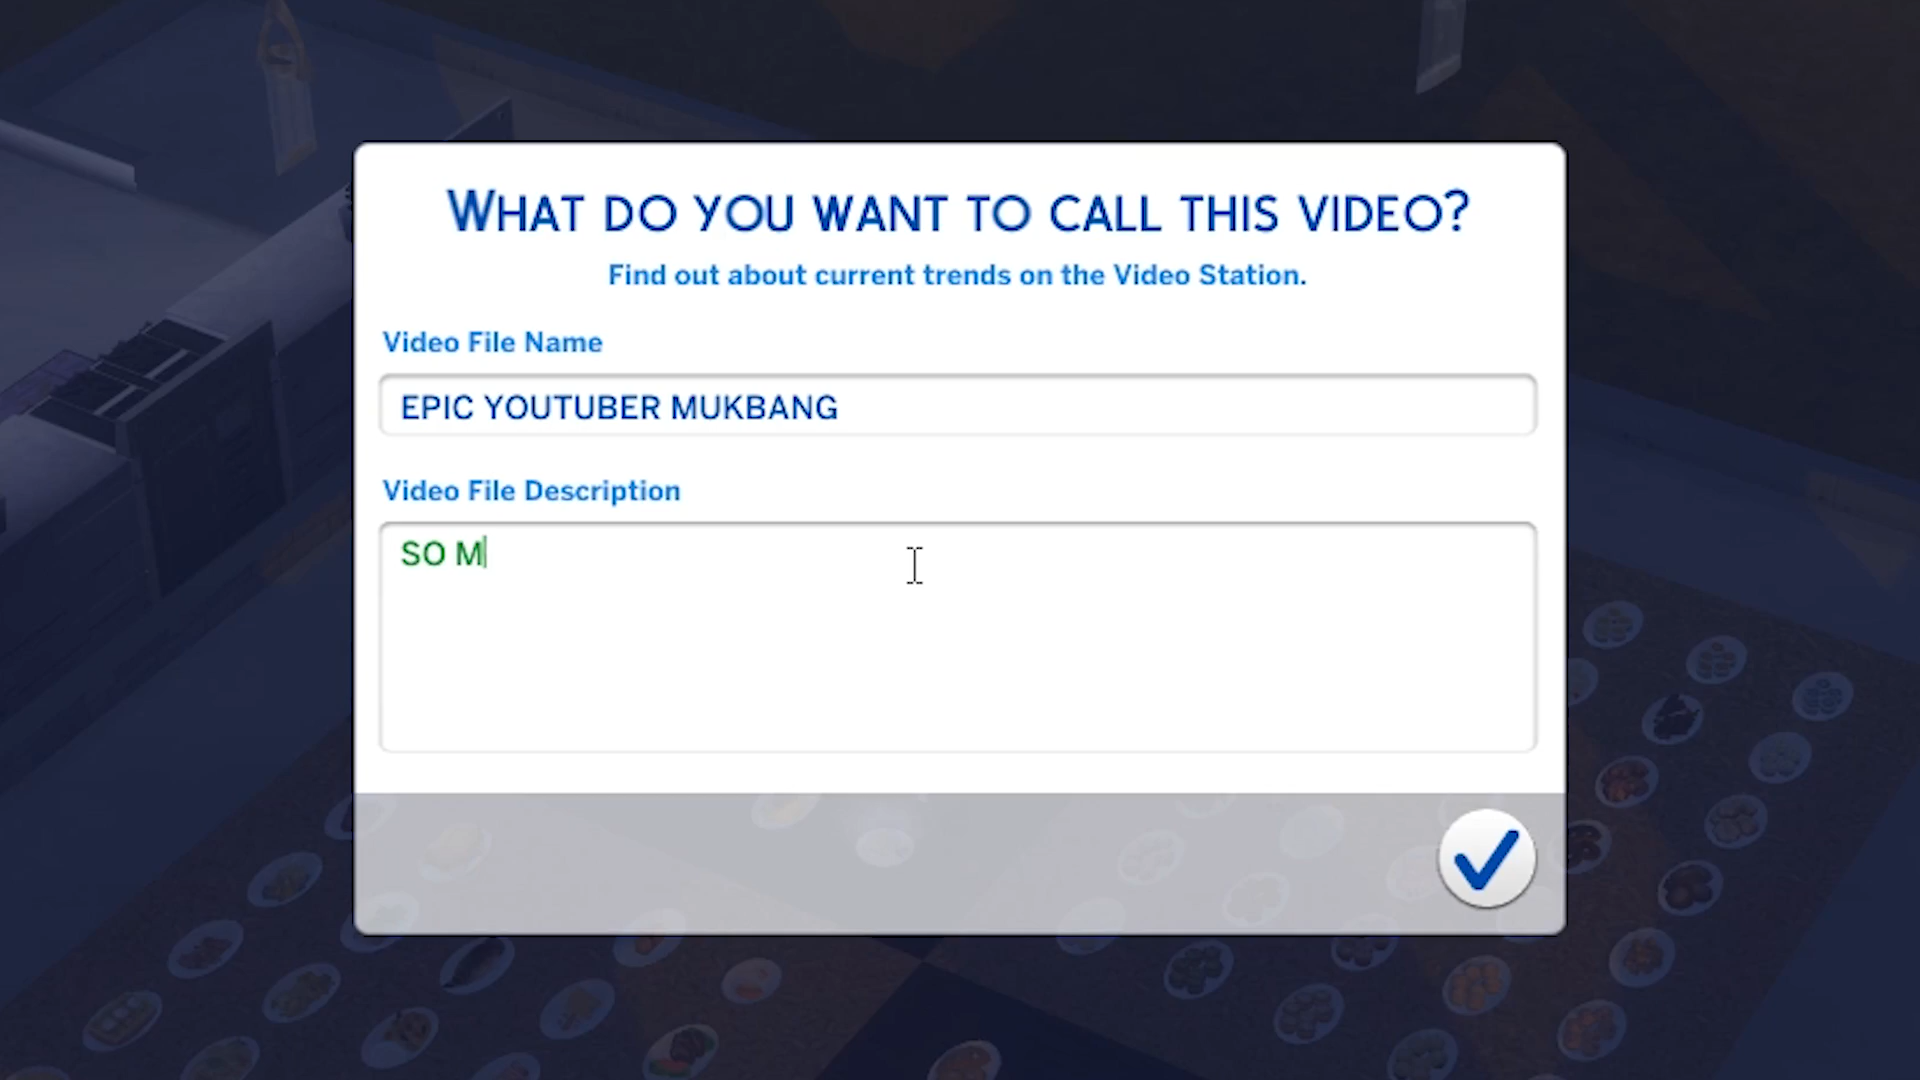 WHAT DO YOU WANT TO CALL THIS VIDEO?
Find out about current trends on the Video Station.
Video File Name
EPIC YOUTUBER MUKBANG
Video File Description
SO M